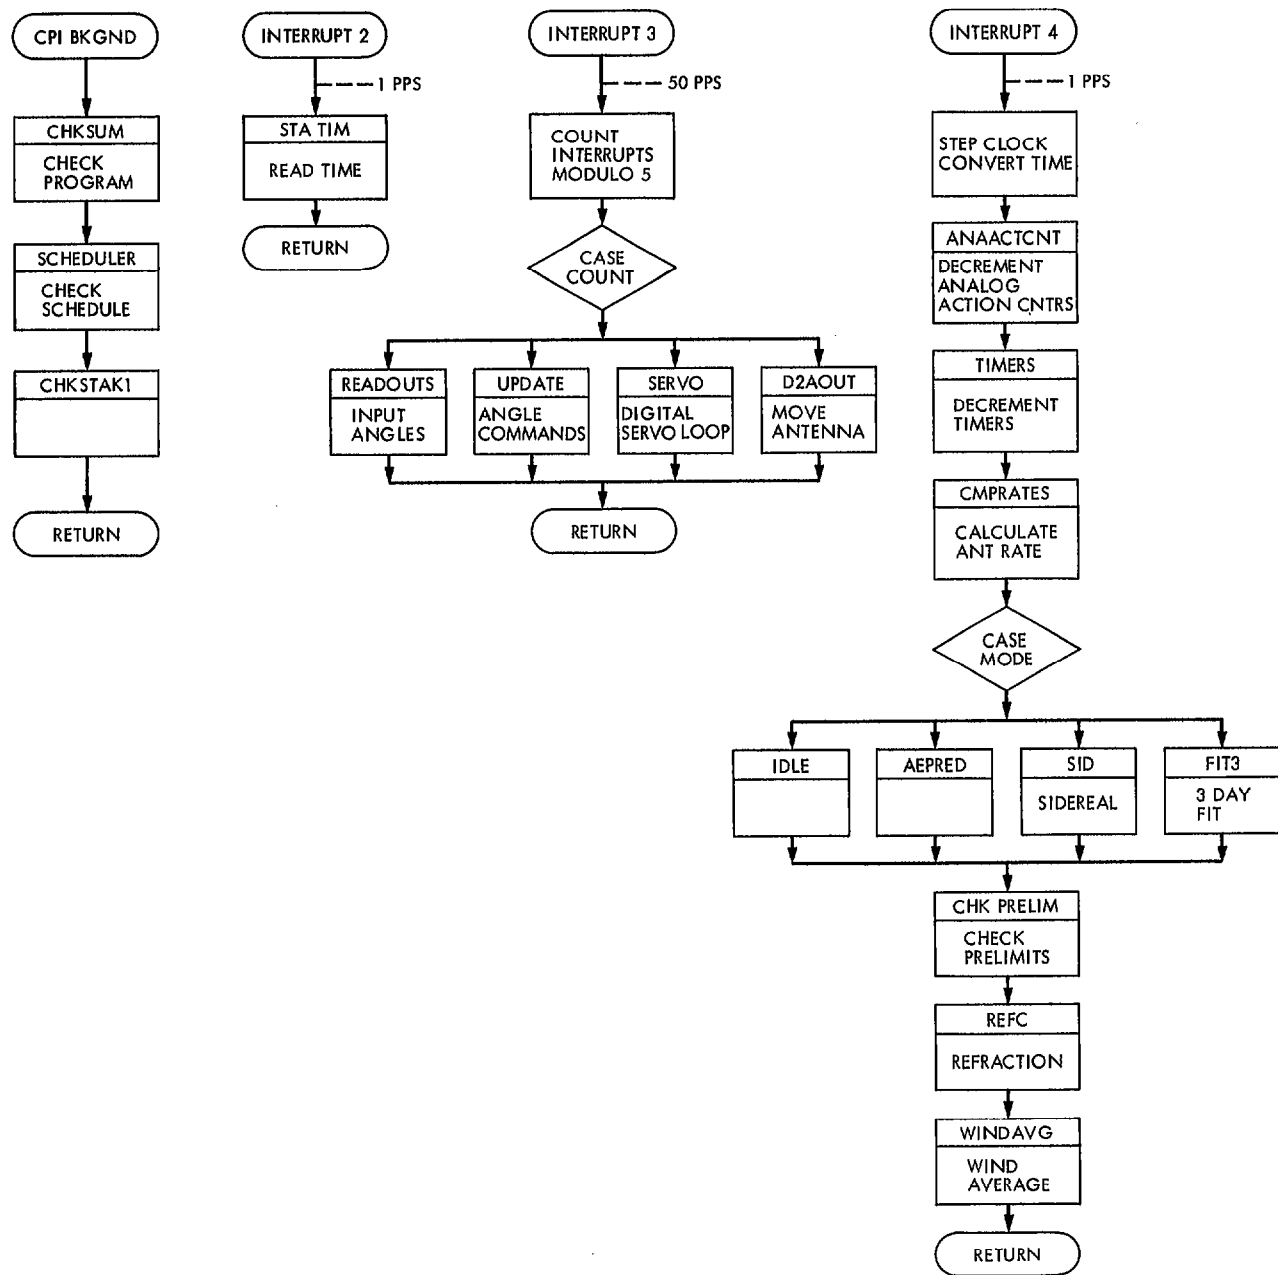 CPI BKGND
CHKSUM
CHECK
PROGRAM
SCHEDULER
CHECK
SCHEDULE
CHKSTAK1
RETURN
INTERRUPT 2
1 PPS
STA TIM
READ TIME
RETURN
INTERRUPT 3
50 PPS
COUNT
INTERRUPTS
MODULO 5
CASE
COUNT
READOUTS
INPUT
ANGLES
UPDATE
ANGLE
COMMANDS
SERVO
DIGITAL
SERVO LOOP
D2AOUT
MOVE
ANTENNA
RETURN
INTERRUPT 4
1 PPS
STEP CLOCK
CONVERT TIME
ANAACTCNT
DECREMENT
ANALOG
ACTION CNTRS
TIMERS
DECREMENT
TIMERS
CMPRATES
CALCULATE
ANT RATE
CASE
MODE
IDLE
AEPRED
SID
SIDEREAL
FIT3
3 DAY
FIT
CHK PRELIM
CHECK
PRELIMITS
REFC
REFRACTION
WINDAVG
WIND
AVERAGE
RETURN